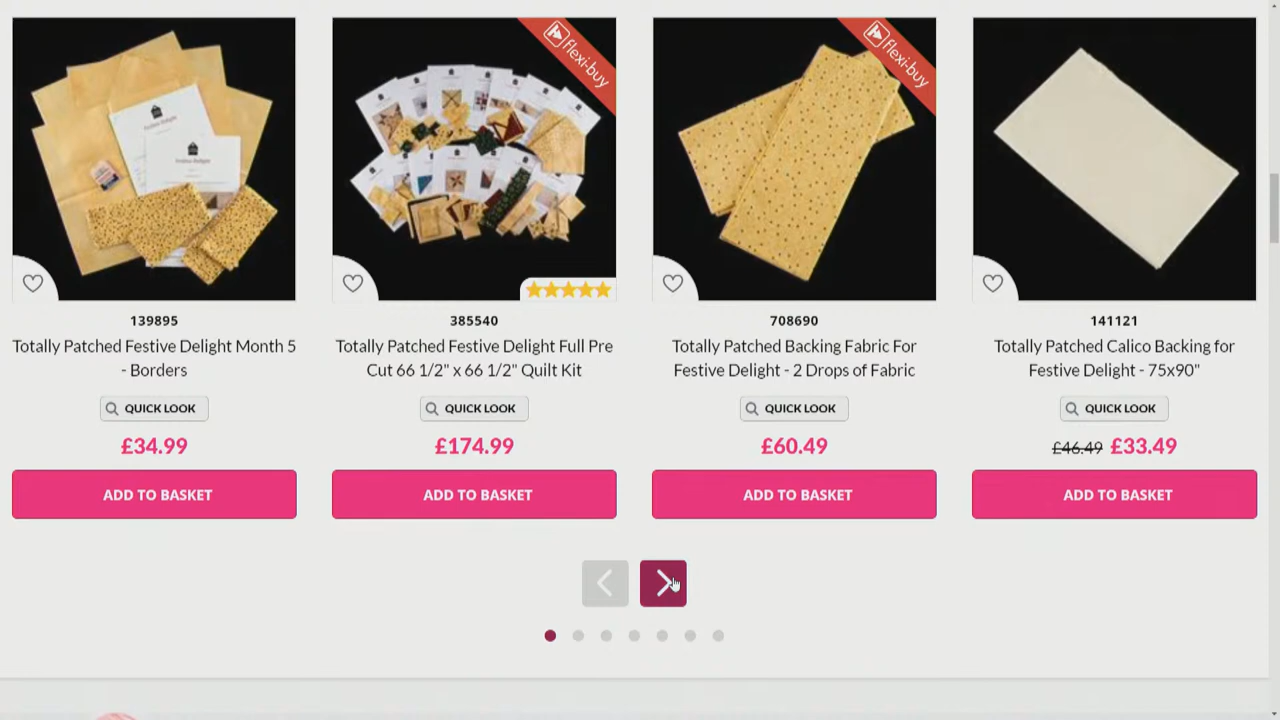 flexi-buy
flexi-buy
Festive Delight
Festive Delight
139895
Totally Patched Festive Delight Month 5
- Borders
QUICK LOOK
£34.99
ADD TO BASKET
385540
Totally Patched Festive Delight Full Pre
Cut 66 1/2" x 66 1/2" Quilt Kit
QUICK LOOK
£174.99
ADD TO BASKET
708690
Totally Patched Backing Fabric For
Festive Delight - 2 Drops of Fabric
QUICK LOOK
£60.49
ADD TO BASKET
141121
Totally Patched Calico Backing for
Festive Delight - 75x90"
QUICK LOOK
£46.49 £33.49
ADD TO BASKET